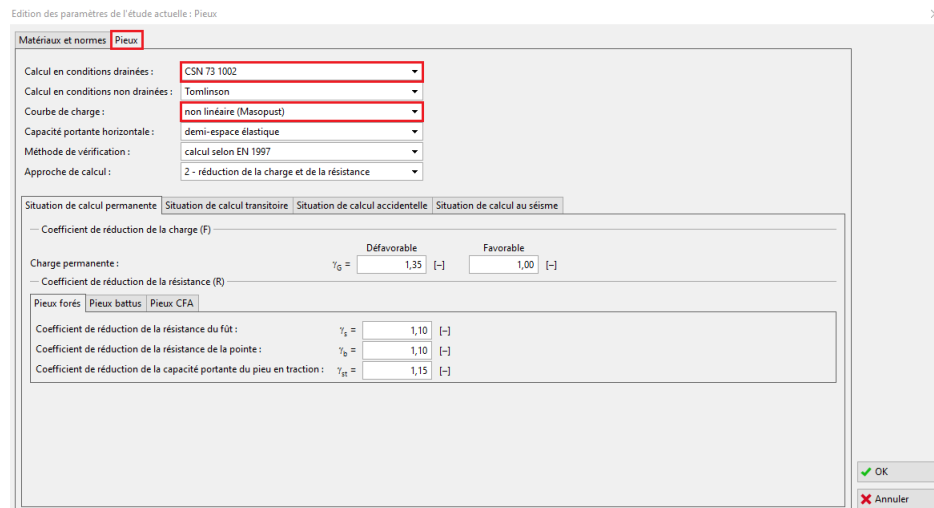 Edition des paramètres de l'étude actuelle : Pieux
Matériaux et normes Pieux
Calcul en conditions drainées : CSN 73 1002
Calcul en conditions non drainées : Tomlinson
Courbe de charge : non linéaire (Masopust)
Capacité portante horizontale : demi-espace élastique
Méthode de vérification : calcul selon EN 1997
Approche de calcul : 2 - réduction de la charge et de la résistance
Situation de calcul permanente Situation de calcul transitoire Situation de calcul accidentelle Situation de calcul au séisme
Coefficient de réduction de la charge (F)
Défavorable Favorable
Charge permanente : γG = 1,35 [–] 1,00 [–]
Coefficient de réduction de la résistance (R)
Pieux forés Pieux battus Pieux CFA
Coefficient de réduction de la résistance du fût : γs = 1,10 [–]
Coefficient de réduction de la résistance de la pointe : γb = 1,10 [–]
Coefficient de réduction de la capacité portante du pieu en traction : γst = 1,15 [–]
OK
Annuler